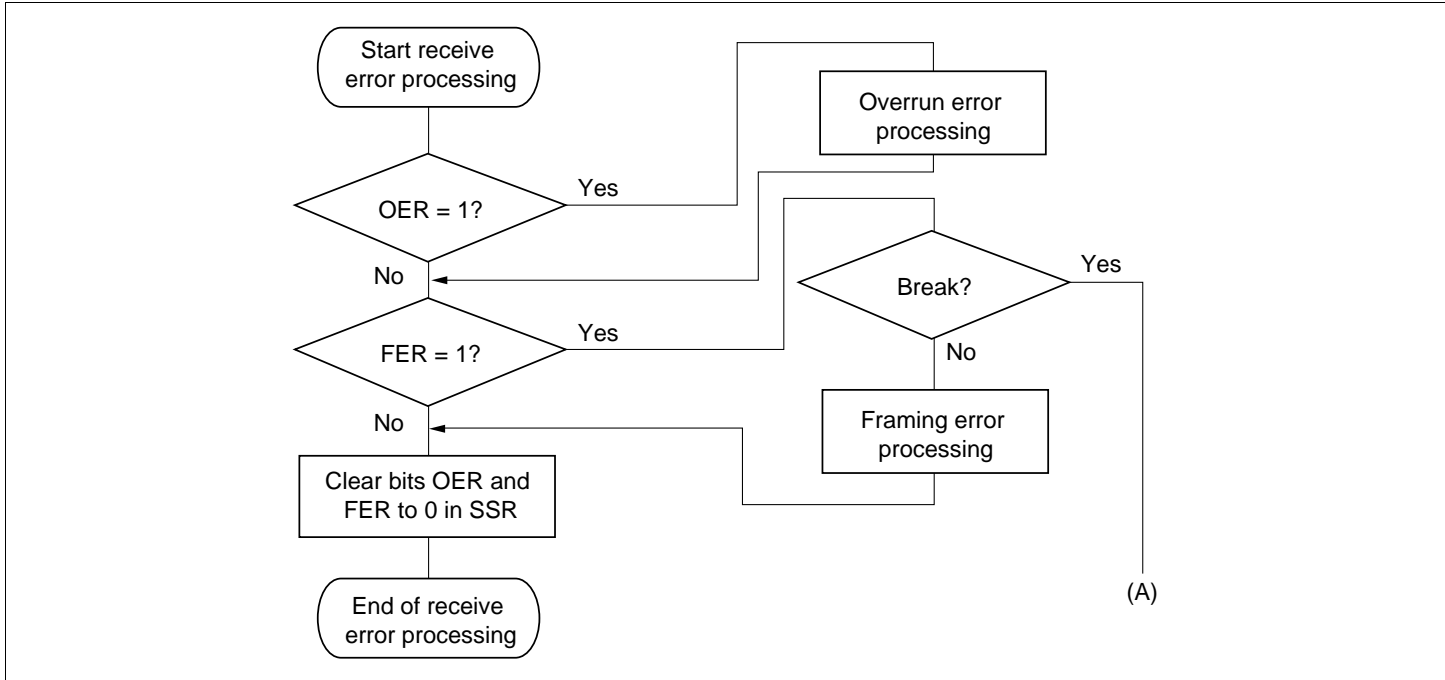 Start receive
error processing
OER = 1?
Yes
No
Overrun error
processing
FER = 1?
Yes
No
Break?
Yes
No
Framing error
processing
Clear bits OER and
FER to 0 in SSR
End of receive
error processing
(A)